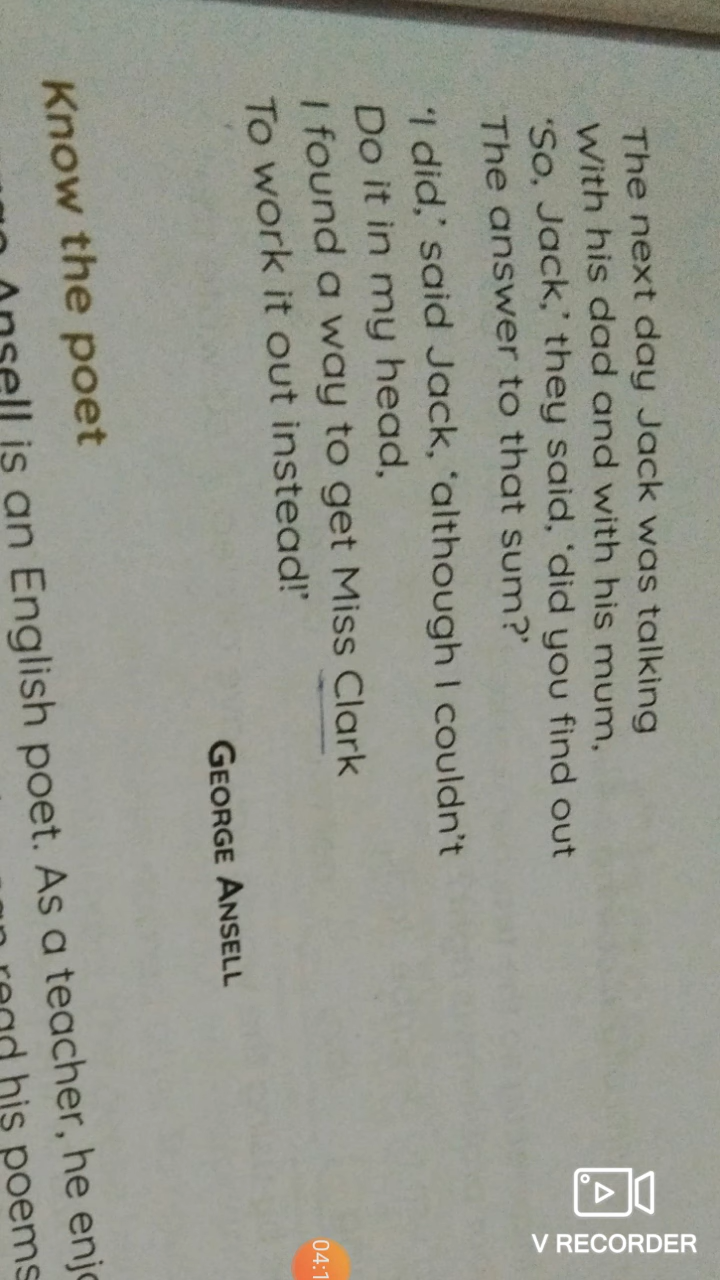 The next day Jack was talking
With his dad and with his mum,
'So, Jack,' they said, 'did you find out
The answer to that sum?'
'I did,' said Jack, 'although I couldn't
Do it in my head,
I found a way to get Miss Clark
To work it out instead!'
GEORGE ANSELL
Know the poet
Ansell is an English poet. As a teacher, he
read his poems
V RECORDER
04:1